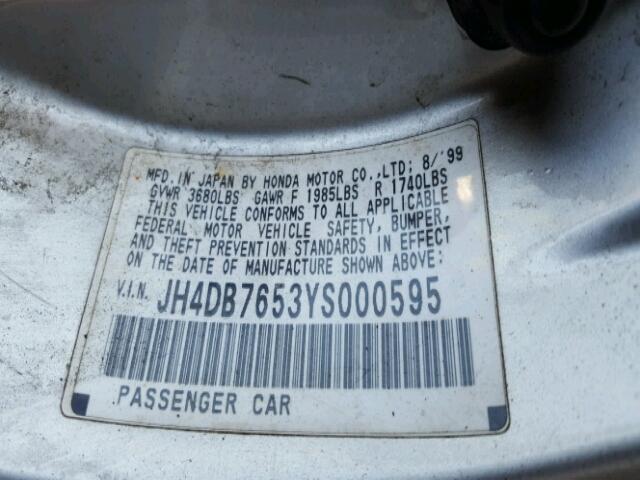 MFD. IN JAPAN BY HONDA MOTOR CO.,LTD; 8/'99
GVWR 3680LBS GAWR F 1985LBS R 1740LBS
THIS VEHICLE CONFORMS TO ALL APPLICABLE
FEDERAL MOTOR VEHICLE SAFETY, BUMPER,
AND THEFT PREVENTION STANDARDS IN EFFECT
ON THE DATE OF MANUFACTURE SHOWN ABOVE:
V.I.N. JH4DB7653YS000595
PASSENGER CAR